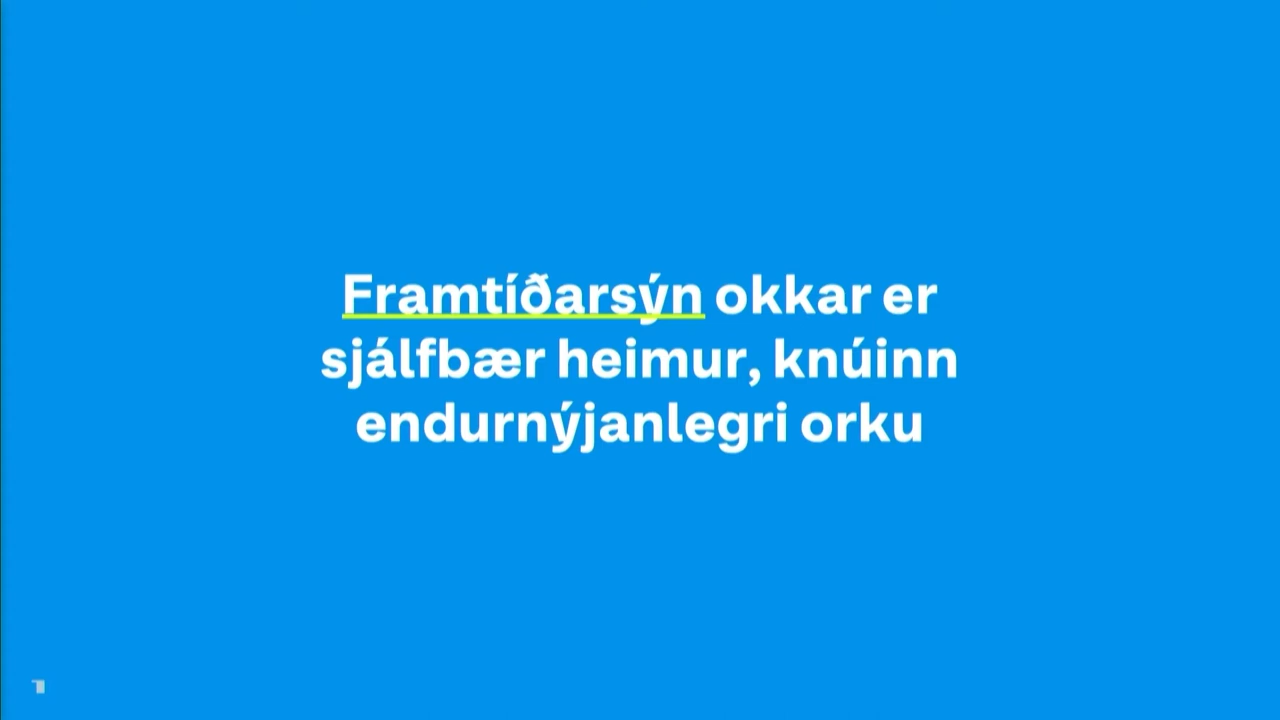 Framtíðarsýn okkar er
sjálfbær heimur, knúinn
endurnýjanlegri orku